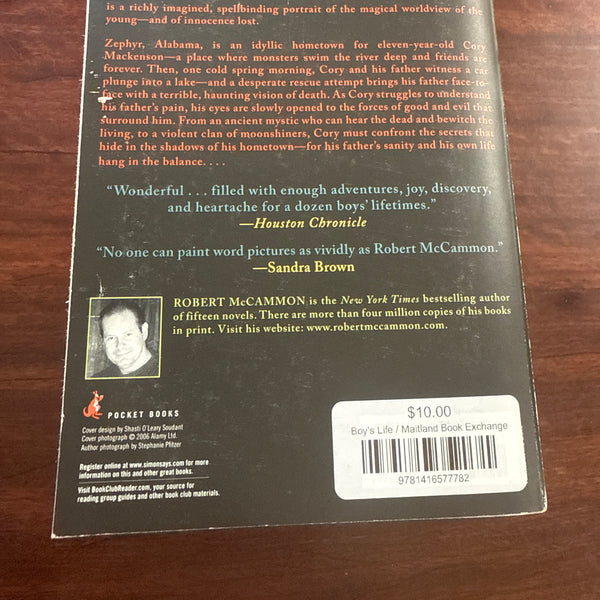 is a richly imagined, spellbinding portrait of the magical worldview of the
young—and of innocence lost.
Zephyr, Alabama, is an idyllic hometown for eleven-year-old Cory
Mackenson—a place where monsters swim the river deep and friends are
forever. Then, one cold spring morning, Cory and his father witness a car
plunge into a lake—and a desperate rescue attempt brings his father face-to-
face with a terrible, haunting vision of death. As Cory struggles to understand
his father's pain, his eyes are slowly opened to the forces of good and evil that
surround him. From an ancient mystic who can hear the dead and bewitch the
living, to a violent clan of moonshiners, Cory must confront the secrets that
hide in the shadows of his hometown—for his father's sanity and his own life
hang in the balance. . . .
“Wonderful . . . filled with enough adventures, joy, discovery,
and heartache for a dozen boys' lifetimes.”
—Houston Chronicle
“No one can paint word pictures as vividly as Robert McCammon.”
—Sandra Brown
ROBERT McCAMMON is the New York Times bestselling author
of fifteen novels. There are more than four million copies of his books
in print. Visit his website: www.robertmccammon.com.
POCKET BOOKS
Cover design by Shasti O'Leary Soudant
Cover photograph © 2006 Alamy Ltd.
Author photograph by Stephanie Pfitzer
Register online at www.simonsays.com for more
information on this and other great books.
Visit BookClubReader.com, your source for
reading group guides and other book club materials.
$10.00
Boy's Life / Maitland Book Exchange
9781416577782